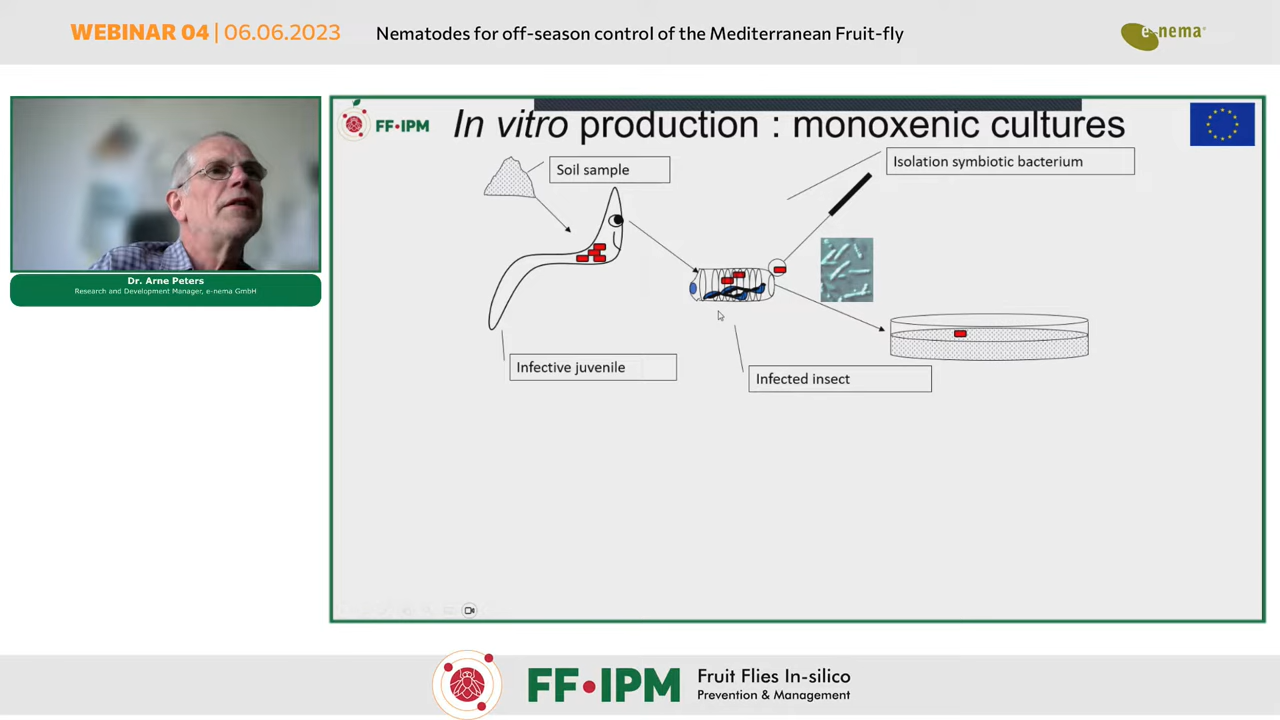 WEBINAR 04 | 06.06.2023
Nematodes for off-season control of the Mediterranean Fruit-fly
e-nema
FF·IPM
In vitro production : monoxenic cultures
Soil sample
Isolation symbiotic bacterium
Infective juvenile
Infected insect
Dr. Arne Peters
Research and Development Manager, e-nema GmbH
FF·IPM
Fruit Flies In-silico
Prevention & Management